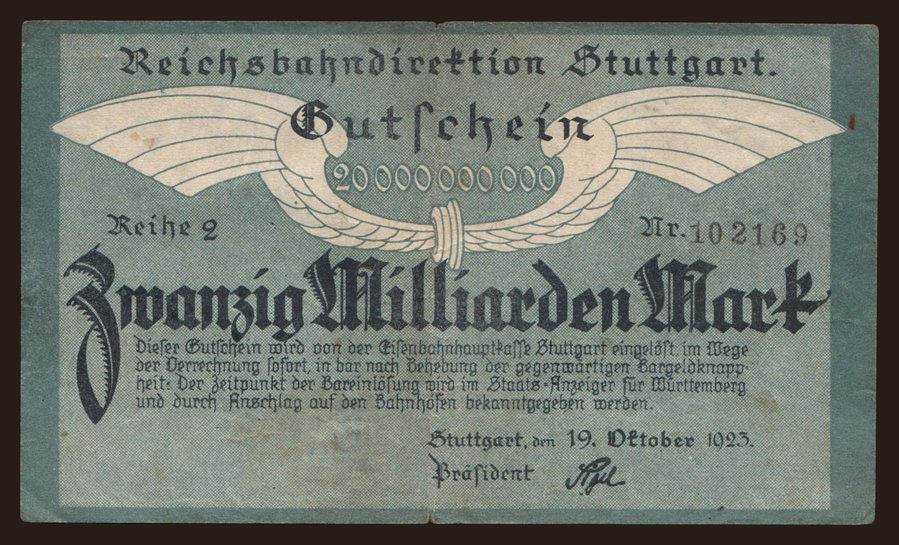 Reichsbahndirektion Stuttgart.
Gutschein
20 000 000 000
Reihe 2 Nr. 102169
Zwanzig Milliarden Mark
Dieser Gutschein wird von der Eisenbahnhauptkasse Stuttgart eingelöst, im Wege
der Verrechnung sofort, in bar nach Behebung der gegenwärtigen Bargeldknapp-
heit. Der Zeitpunkt der Bareinlösung wird im Staats-Anzeiger für Württemberg
und durch Anschlag auf den Bahnhöfen bekanntgegeben werden.
Stuttgart, den 19. Oktober 1923.
Präsident